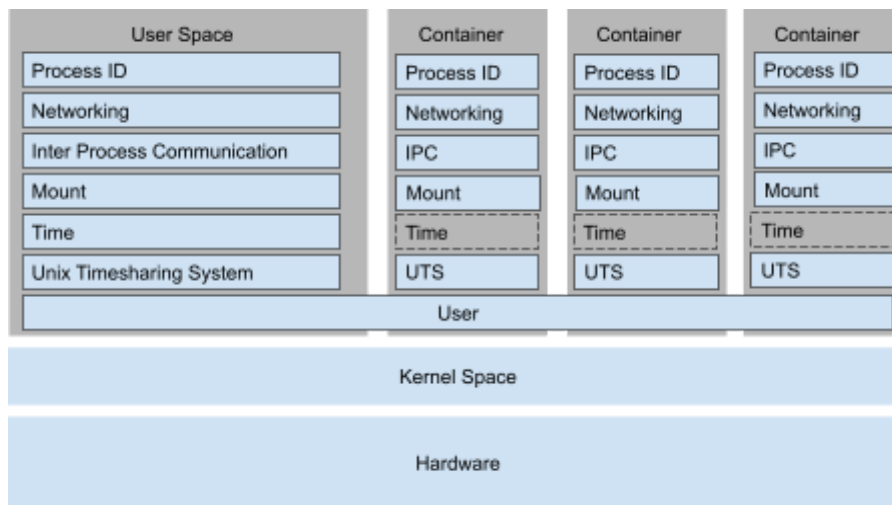 User Space
Process ID
Networking
Inter Process Communication
Mount
Time
Unix Timesharing System
Container
Process ID
Networking
IPC
Mount
Time
UTS
Container
Process ID
Networking
IPC
Mount
Time
UTS
Container
Process ID
Networking
IPC
Mount
Time
UTS
User
Kernel Space
Hardware